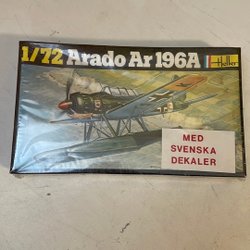 1/72 Arado Ar 196A
Heller
MED
SVENSKA
DEKALER